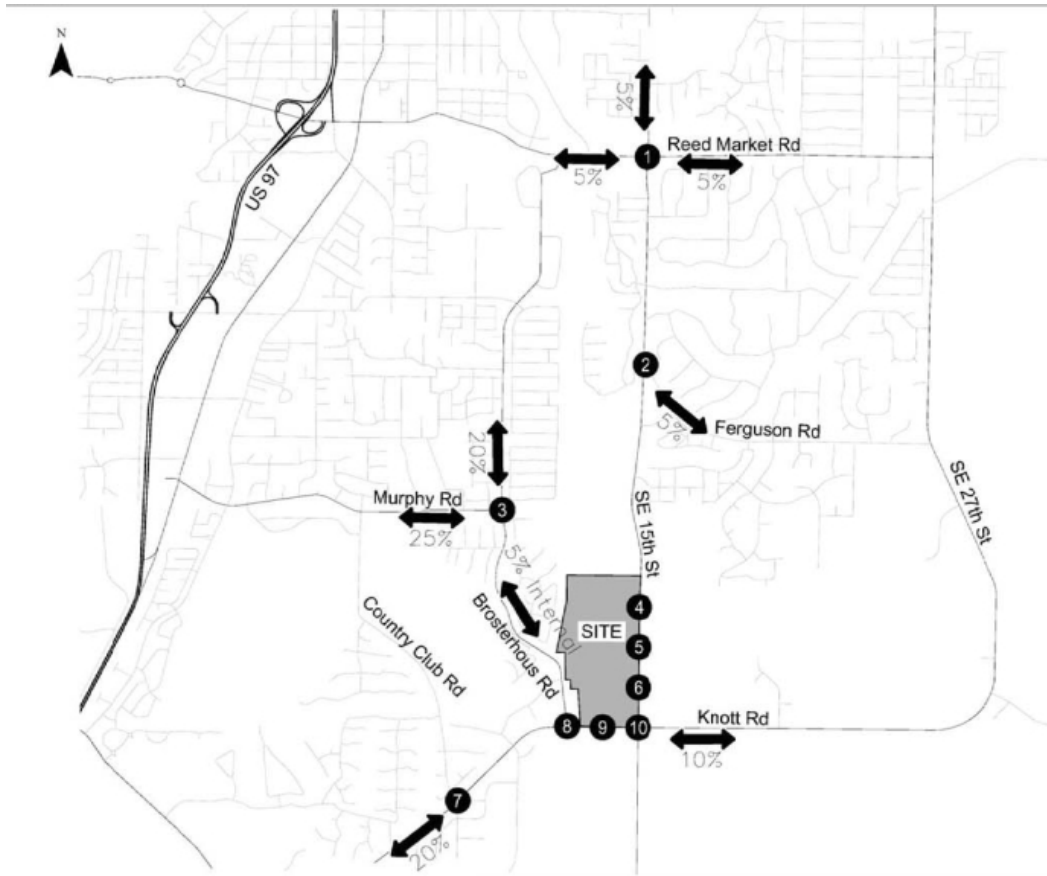 N
5%
1
Reed Market Rd
5%
5%
US 97
2
5%
Ferguson Rd
20%
Murphy Rd
3
25%
SE 15th St
SE 27th St
5% Internal
4
SITE
5
Country Club Rd
Brosterhous Rd
6
Knott Rd
8
9
10
10%
7
20%